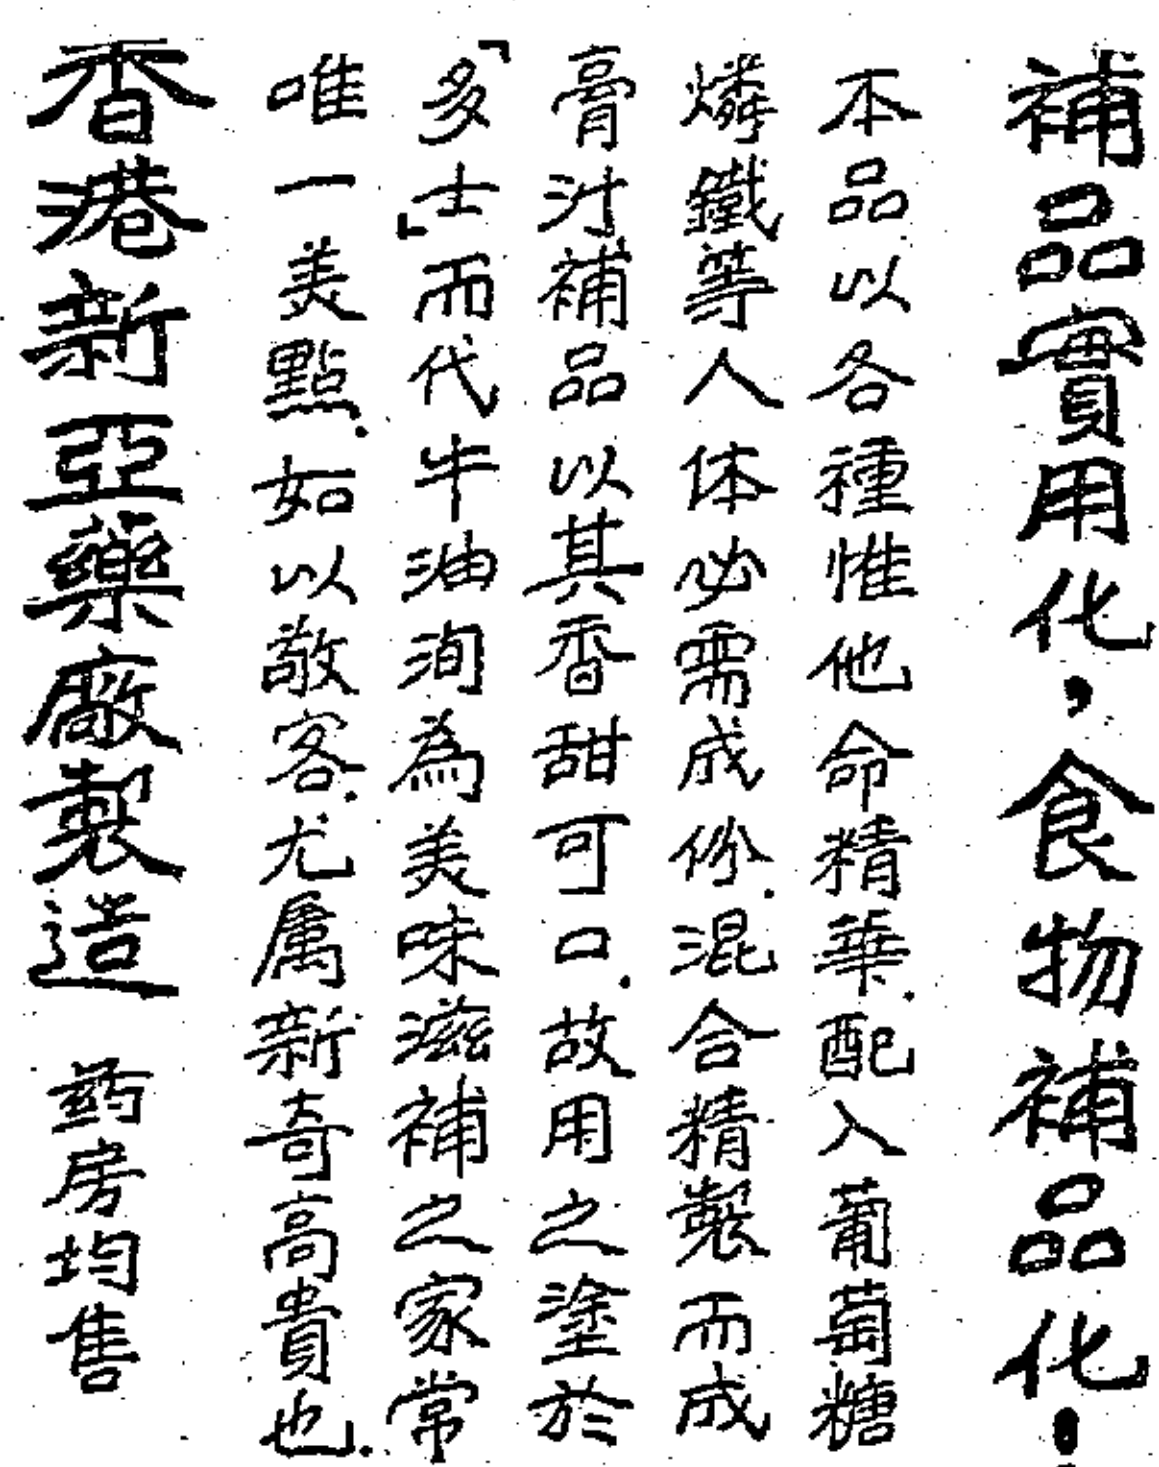 補品實用化，食物補品化！
本品以各種惟他命精華．配入葡萄糖
燐鐵等人体必需成份．混合精製而成
膏汁補品以其香甜可口．故用之塗於
「多士」而代牛油洵為美味滋補之家常
唯一美點．如以敬客．尤属新奇高貴也．
香港新亞藥廠製造 葯房均售